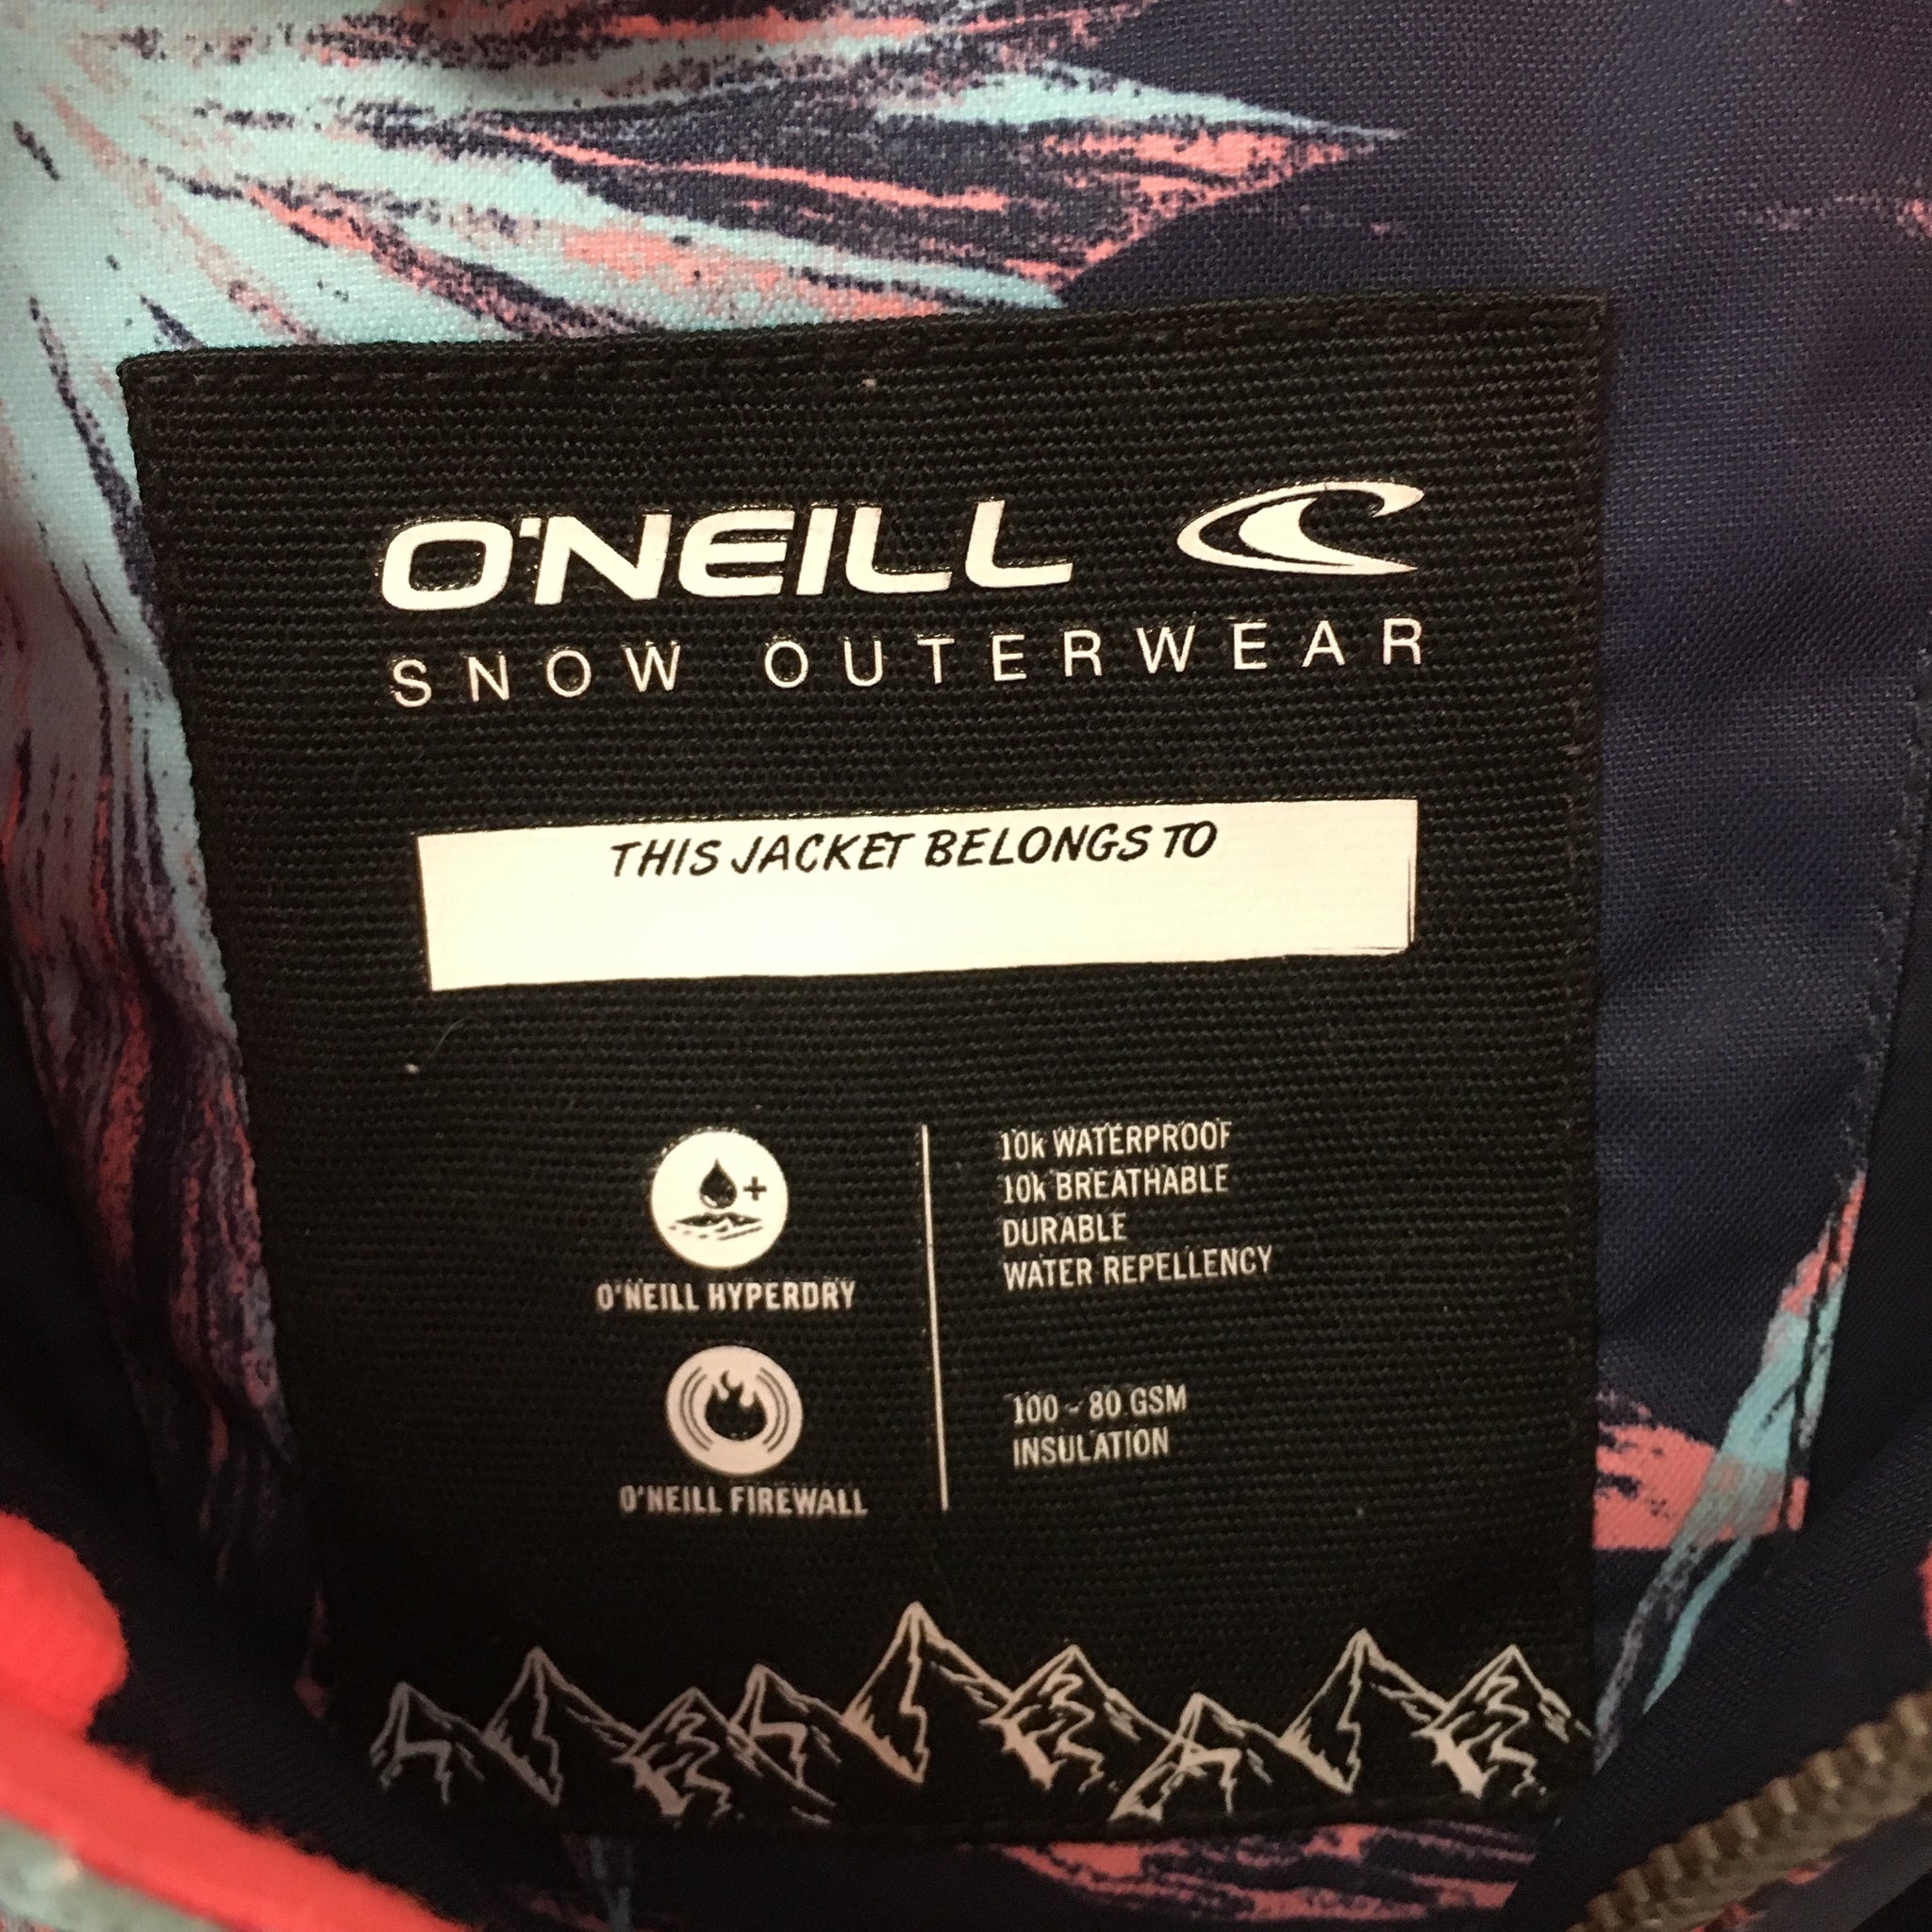 O'NEILL
SNOW OUTERWEAR
THIS JACKET BELONGS TO
O'NEILL HYPERDRY
10k WATERPROOF
10k BREATHABLE
DURABLE
WATER REPELLENCY
O'NEILL FIREWALL
100 - 80 GSM
INSULATION